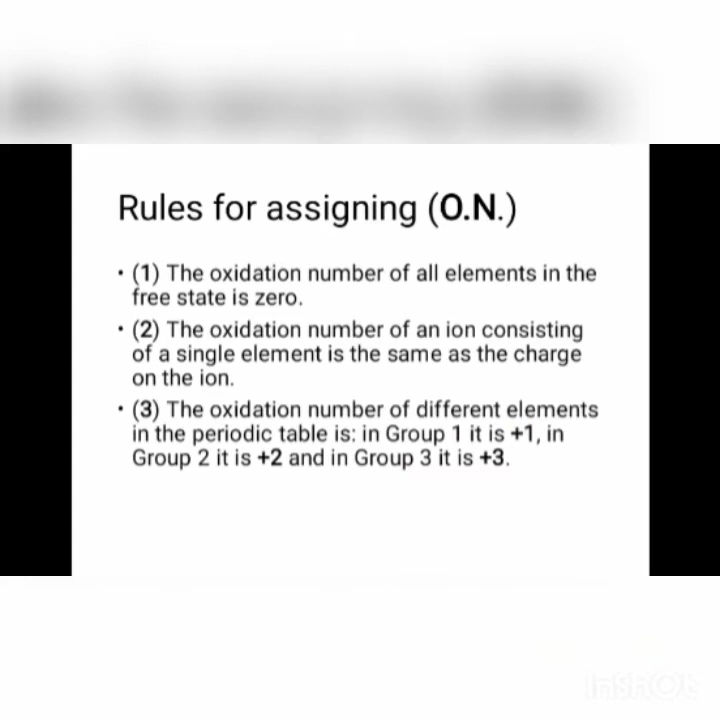 Rules for assigning (O.N.)
• (1) The oxidation number of all elements in the
free state is zero.
• (2) The oxidation number of an ion consisting
of a single element is the same as the charge
on the ion.
• (3) The oxidation number of different elements
in the periodic table is: in Group 1 it is +1, in
Group 2 it is +2 and in Group 3 it is +3.
INSHOT